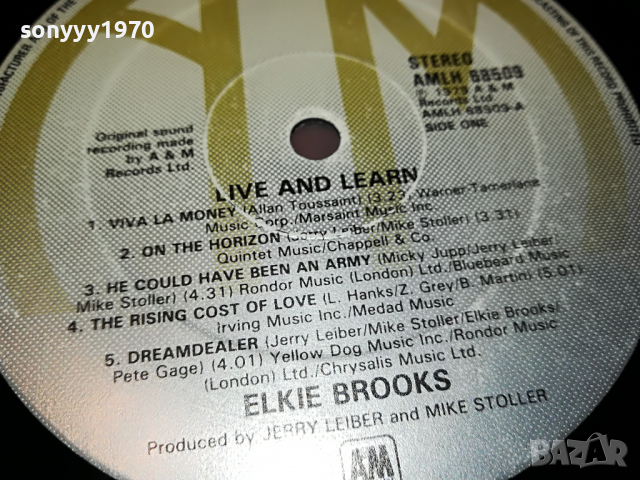 sonyyy1970
STEREO
AMLH 68509
℗ 1979 A & M
Records Ltd.
AMLH 68509-A
SIDE ONE
Original sound
recording made
by A & M
Records Ltd.
LIVE AND LEARN
1. VIVA LA MONEY (Allan Toussaint) (3.23) Warner-Tamerlane
Music Corp./Marsaint Music Inc
2. ON THE HORIZON (Jerry Leiber/Mike Stoller) (3.31)
Quintet Music/Chappell & Co.
3. HE COULD HAVE BEEN AN ARMY (Micky Jupp/Jerry Leiber
Mike Stoller) (4.31) Rondor Music (London) Ltd./Bluebeard Music
4. THE RISING COST OF LOVE (L. Hanks/Z. Grey/B. Martin) (5.01)
Irving Music Inc./Medad Music
5. DREAMDEALER (Jerry Leiber/Mike Stoller/Elkie Brooks/
Pete Gage) (4.01) Yellow Dog Music Inc./Rondor Music
(London) Ltd./Chrysalis Music Ltd.
ELKIE BROOKS
Produced by JERRY LEIBER and MIKE STOLLER
AM
BAZAR.BG